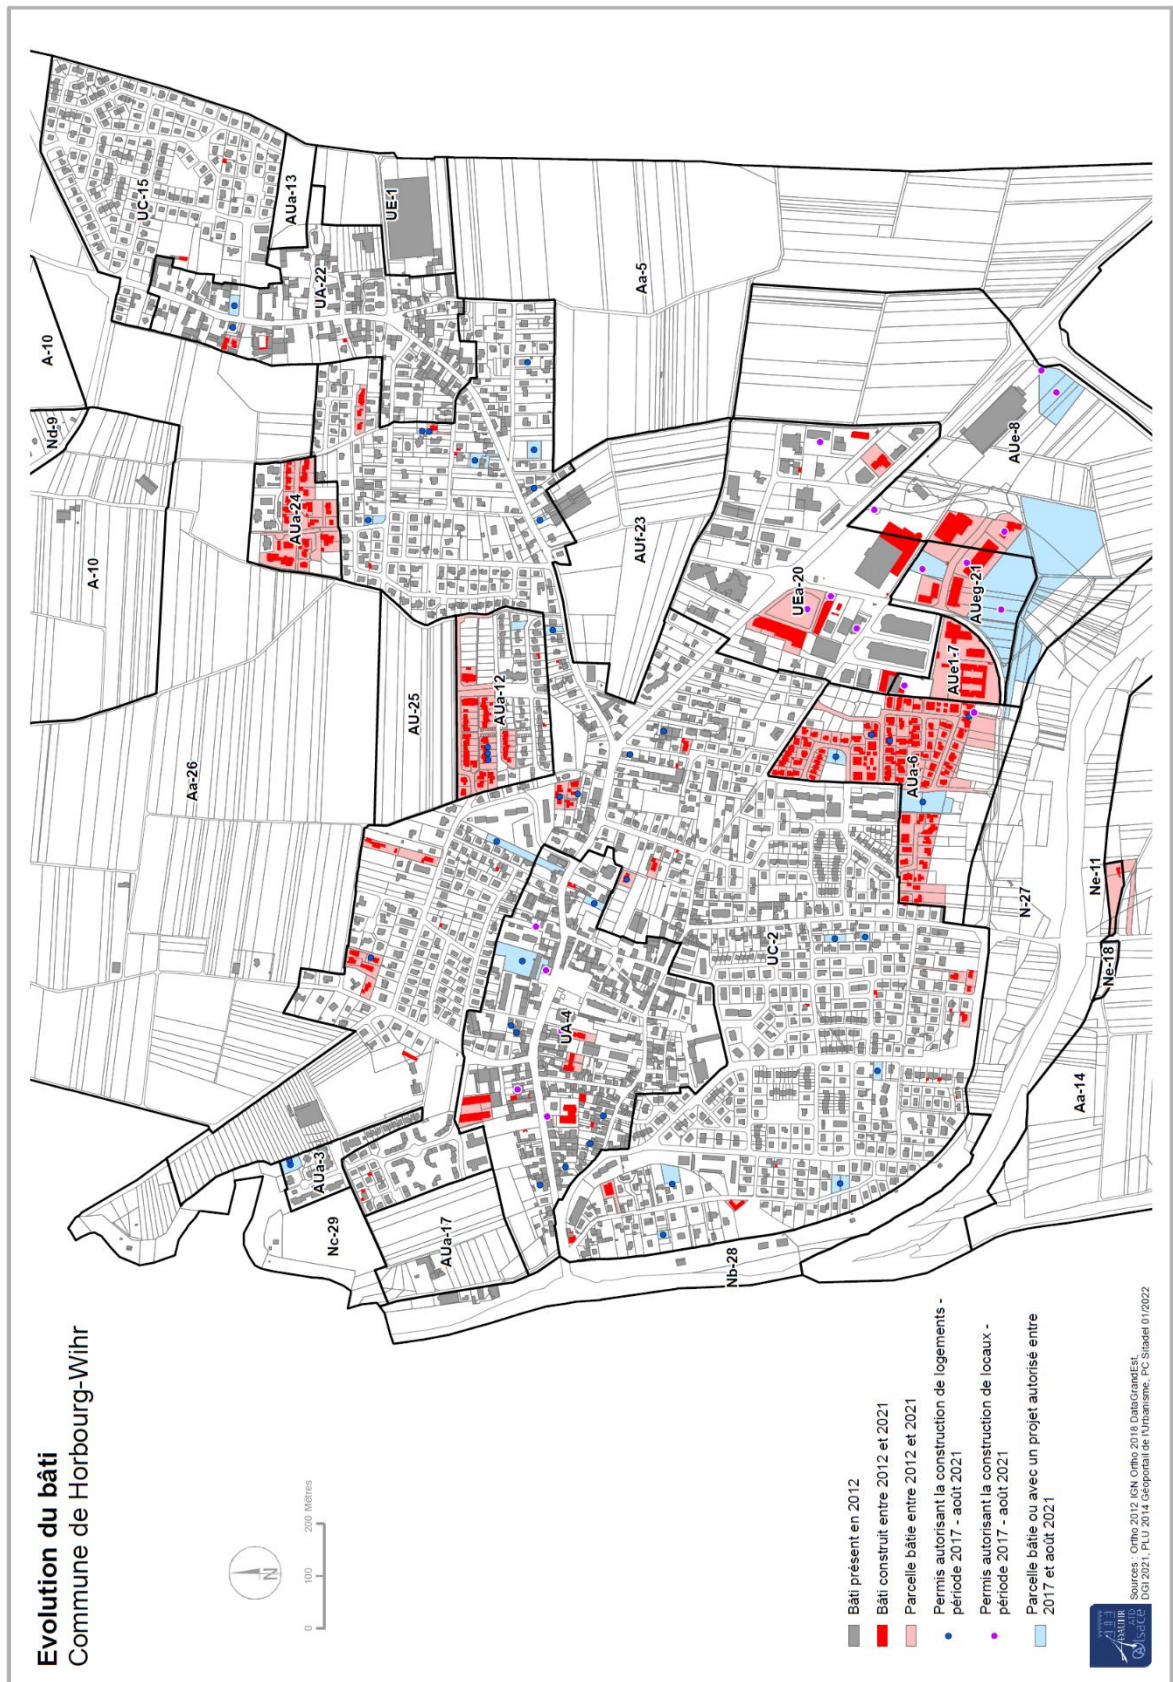 Evolution du bâti
Commune de Horbourg-Wihr
N
0 100 200 Mètres
Bâti présent en 2012
Bâti construit entre 2012 et 2021
Parcelle bâtie entre 2012 et 2021
Permis autorisant la construction de logements -
période 2017 - août 2021
Permis autorisant la construction de locaux -
période 2017 - août 2021
Parcelle bâtie ou avec un projet autorisé entre
2017 et août 2021
ADAUHR
ATD
Alsace
Sources : Ortho 2012 IGN Ortho 2018 DataGrandEst,
DGI 2021, PLU 2014 Géoportail de l'Urbanisme, PC Sitadel 01/2022
Nc-29
AUa-3
AUa-17
Nb-28
Aa-26
A-10
Nd-9
A-10
AU-25
AUa-24
AUa-12
UC-15
AUa-13
UA-22
UE-1
Aa-5
AUf-23
UA-4
UC-2
UEa-20
AUe-8
AUeg-21
AUe1-7
AUa-6
N-27
Ne-11
Ne-18
Aa-14